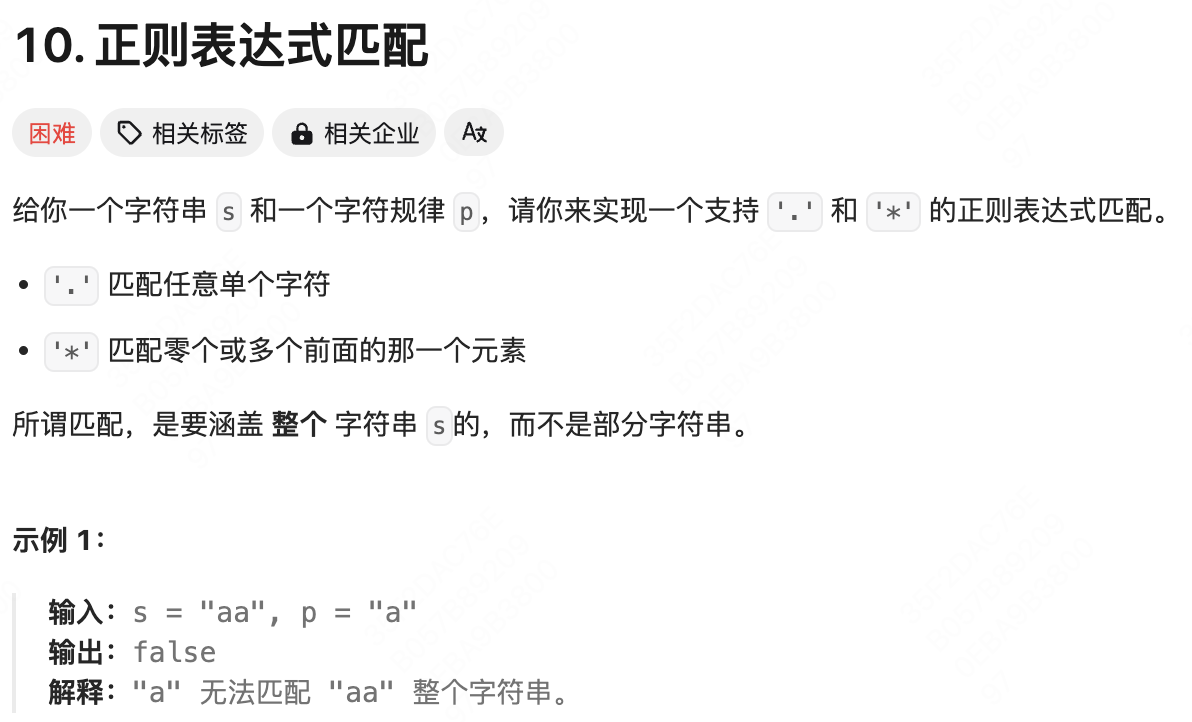 10. 正则表达式匹配
困难 相关标签 相关企业 A文
给你一个字符串 s 和一个字符规律 p，请你来实现一个支持 '.' 和 '*' 的正则表达式匹配。
• '.' 匹配任意单个字符
• '*' 匹配零个或多个前面的那一个元素
所谓匹配，是要涵盖 整个 字符串 s的，而不是部分字符串。
示例 1：
输入：s = "aa", p = "a"
输出：false
解释："a" 无法匹配 "aa" 整个字符串。